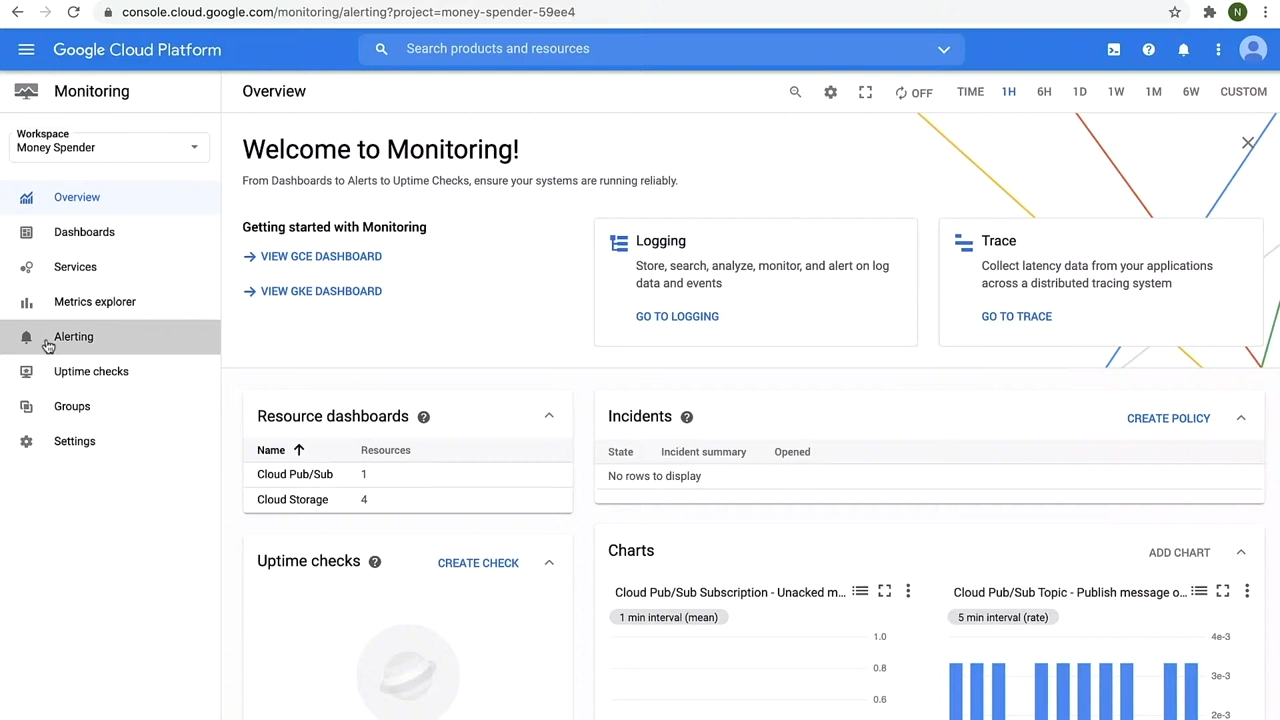 console.cloud.google.com/monitoring/alerting?project=money-spender-59ee4
N
Google Cloud Platform
Search products and resources
Monitoring
Overview
OFF
TIME
1H
6H
1D
1W
1M
6W
CUSTOM
Workspace
Money Spender
Overview
Dashboards
Services
Metrics explorer
Alerting
Uptime checks
Groups
Settings
Welcome to Monitoring!
From Dashboards to Alerts to Uptime Checks, ensure your systems are running reliably.
Getting started with Monitoring
VIEW GCE DASHBOARD
VIEW GKE DASHBOARD
Logging
Store, search, analyze, monitor, and alert on log
data and events
GO TO LOGGING
Trace
Collect latency data from your applications
across a distributed tracing system
GO TO TRACE
Resource dashboards
Name Resources
Cloud Pub/Sub 1
Cloud Storage 4
Incidents
CREATE POLICY
State Incident summary Opened
No rows to display
Uptime checks
CREATE CHECK
Charts
ADD CHART
Cloud Pub/Sub Subscription - Unacked m...
1 min interval (mean)
1.0
0.8
0.6
Cloud Pub/Sub Topic - Publish message o...
5 min interval (rate)
4e-3
3e-3
2e-3